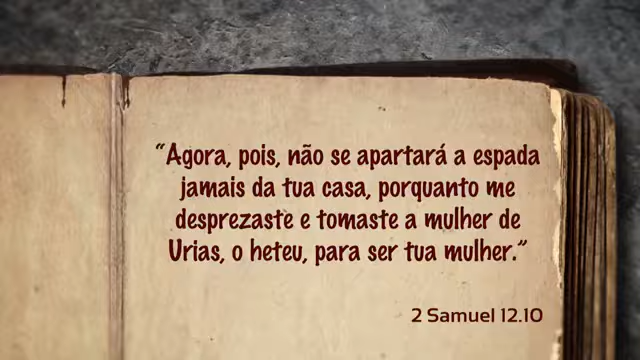 “Agora, pois, não se apartará a espada
jamais da tua casa, porquanto me
desprezaste e tomaste a mulher de
Urias, o heteu, para ser tua mulher.”
2 Samuel 12.10